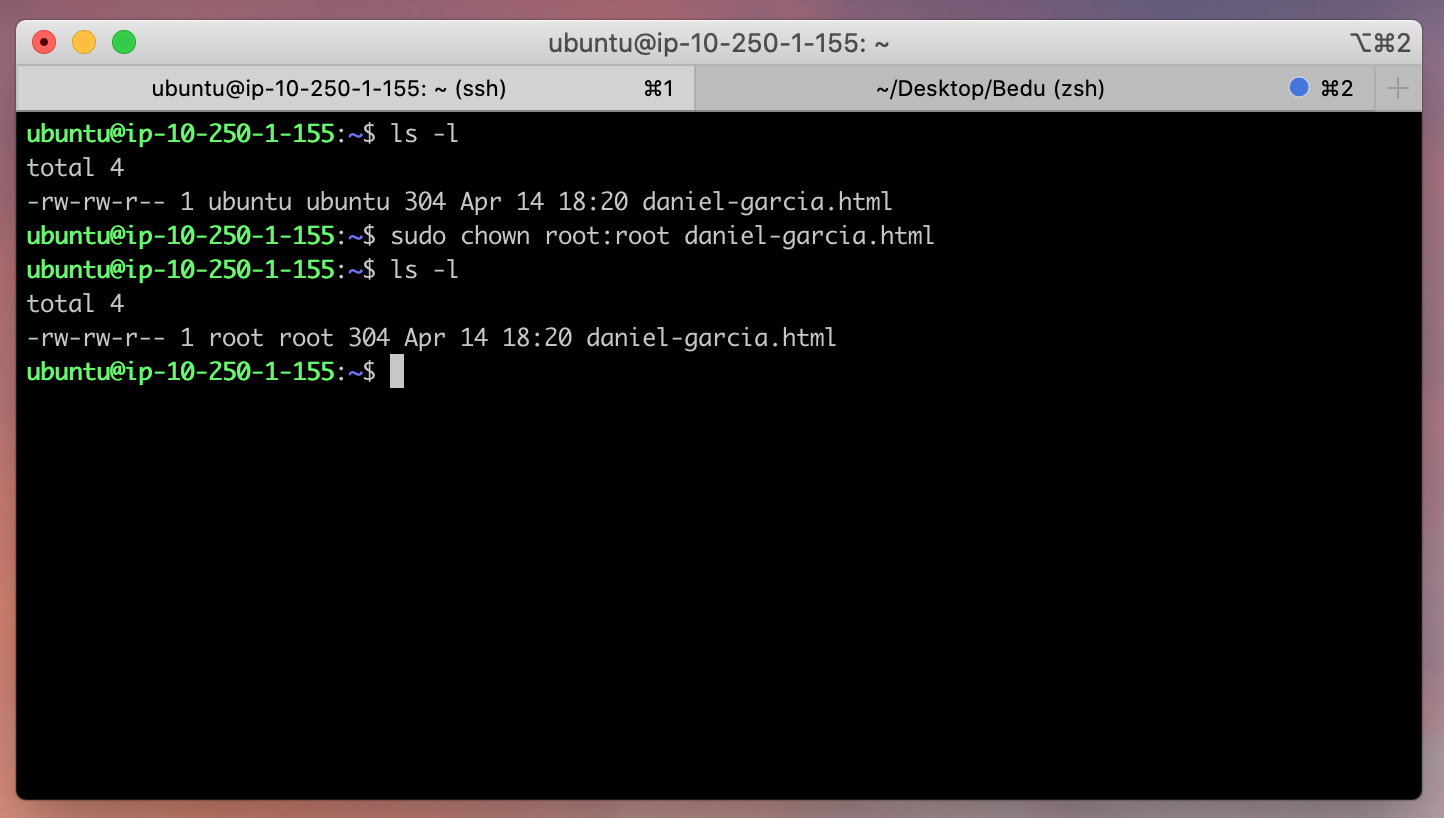 ubuntu@ip-10-250-1-155: ~ ⌥⌘2
ubuntu@ip-10-250-1-155: ~ (ssh) ⌘1 ~/Desktop/Bedu (zsh) ⌘2
ubuntu@ip-10-250-1-155:~$ ls -l
total 4
-rw-rw-r-- 1 ubuntu ubuntu 304 Apr 14 18:20 daniel-garcia.html
ubuntu@ip-10-250-1-155:~$ sudo chown root:root daniel-garcia.html
ubuntu@ip-10-250-1-155:~$ ls -l
total 4
-rw-rw-r-- 1 root root 304 Apr 14 18:20 daniel-garcia.html
ubuntu@ip-10-250-1-155:~$